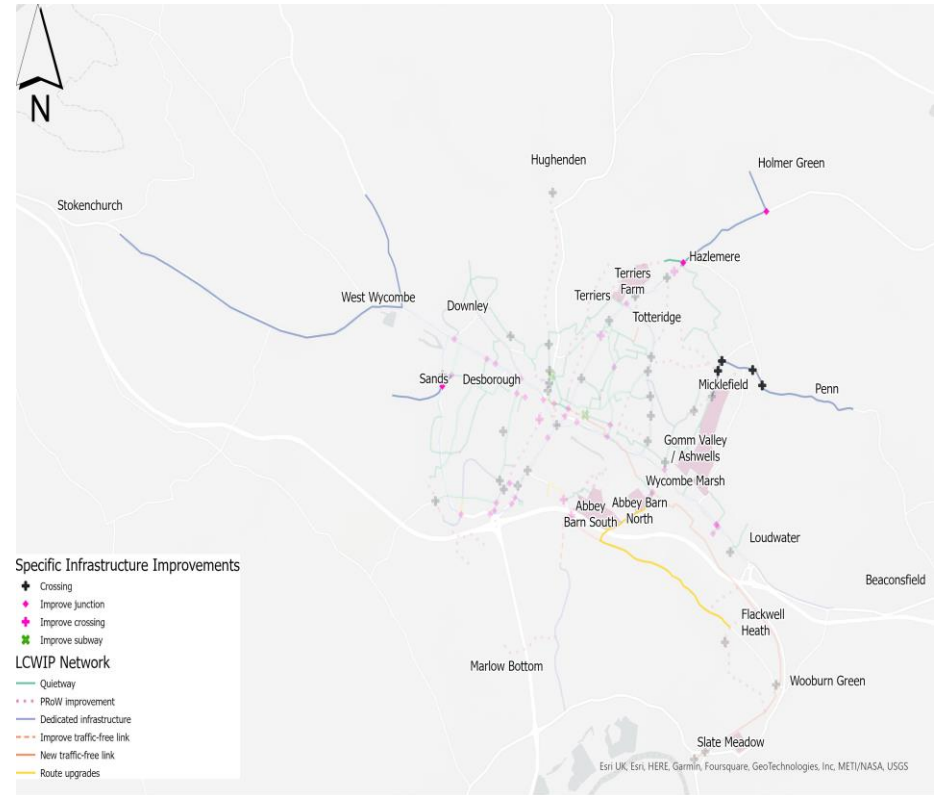 N
Hughenden
Holmer Green
Stokenchurch
Hazlemere
Terriers
Farm
Terriers
West Wycombe
Downley
Totteridge
Sands
Desborough
Micklefield
Penn
Gomm Valley
/ Ashwells
Wycombe Marsh
Abbey
Barn South
Abbey Barn
North
Loudwater
Beaconsfield
Flackwell
Heath
Marlow Bottom
Wooburn Green
Slate Meadow
Specific Infrastructure Improvements
Crossing
Improve junction
Improve crossing
Improve subway
LCWIP Network
Quietway
PRoW improvement
Dedicated infrastructure
Improve traffic-free link
New traffic-free link
Route upgrades
Esri UK, Esri, HERE, Garmin, Foursquare, GeoTechnologies, Inc, METI/NASA, USGS